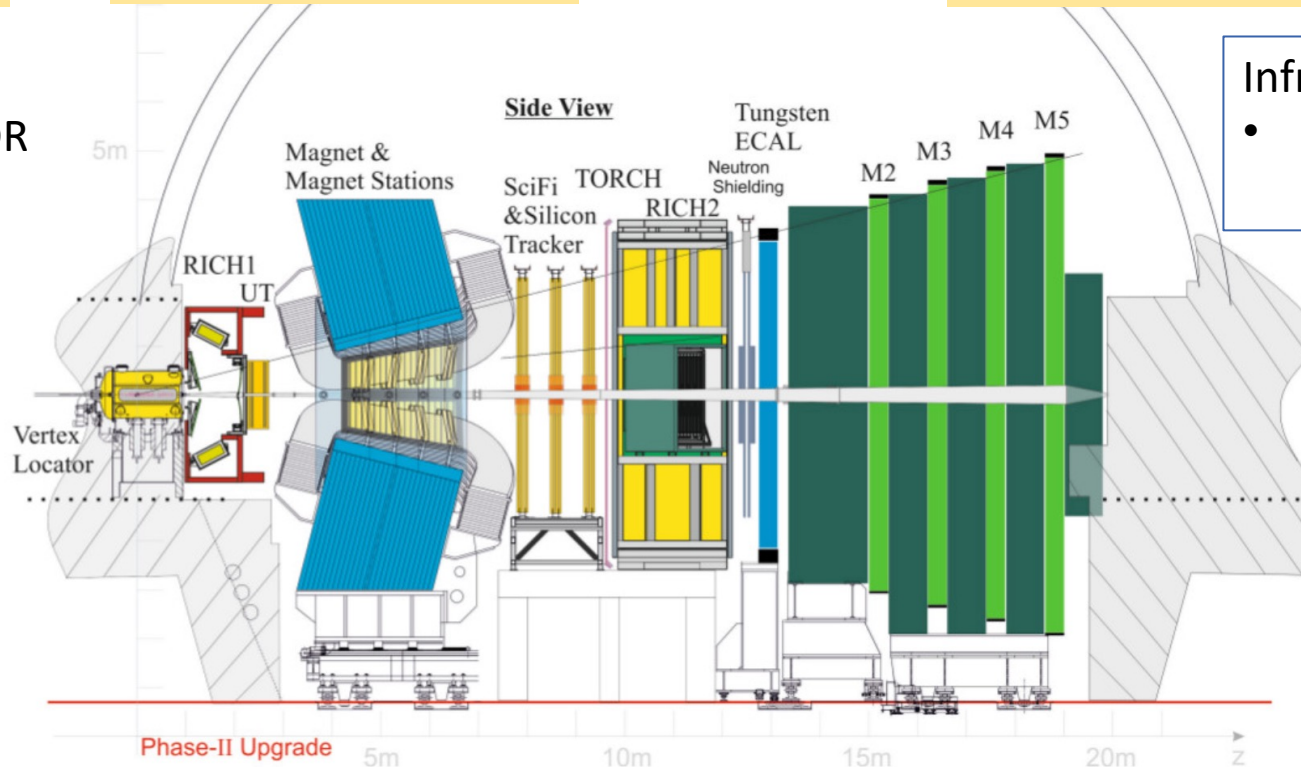 OR
Infr
•
Side View
5m
Magnet &
Magnet Stations
SciFi
&Silicon
Tracker
TORCH
RICH2
Tungsten
ECAL
Neutron
Shielding
M2
M3
M4
M5
RICH1
UT
Vertex
Locator
Phase-II Upgrade
5m
10m
15m
20m
z